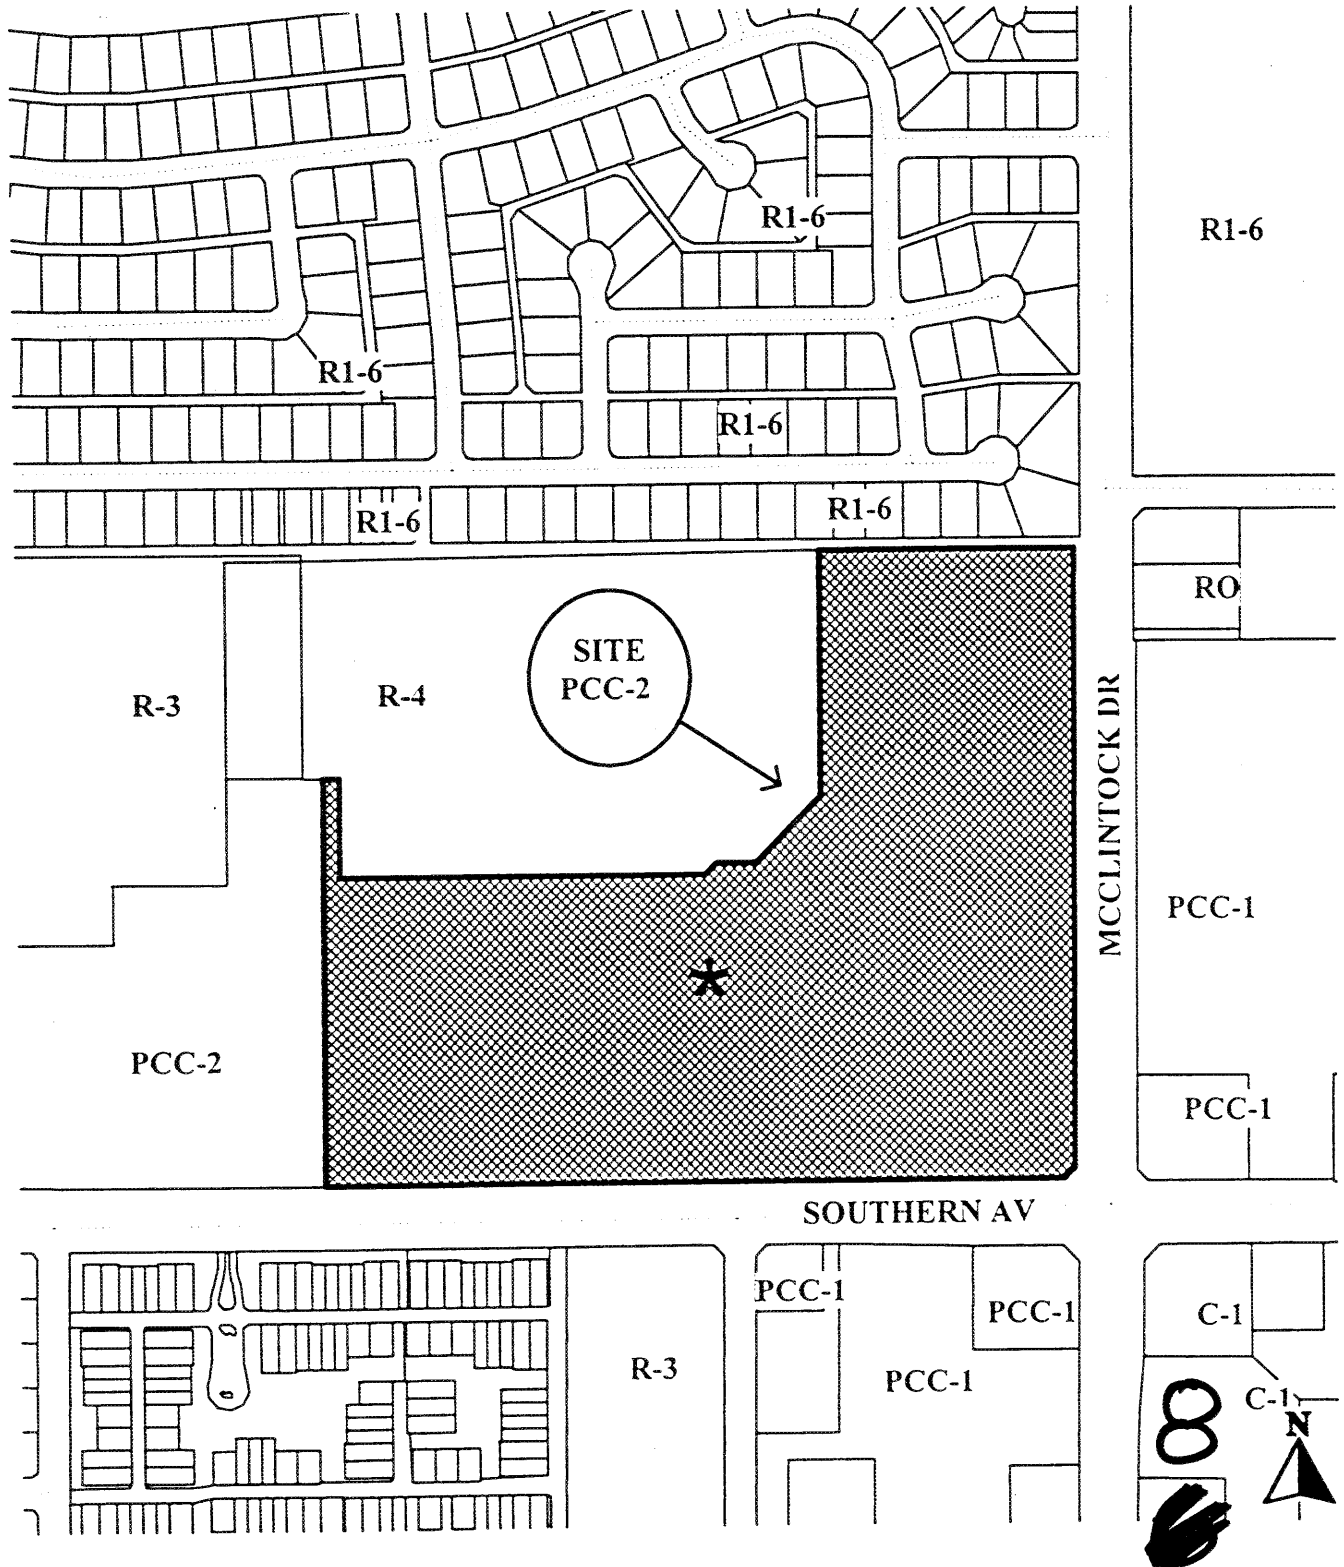 R1-6
R1-6
R1-6
R1-6
R1-6
R1-6
RO
SITE
PCC-2
R-3
R-4
MCCLINTOCK DR
PCC-1
PCC-2
PCC-1
SOUTHERN AV
PCC-1
PCC-1
C-1
R-3
PCC-1
C-1
8
N